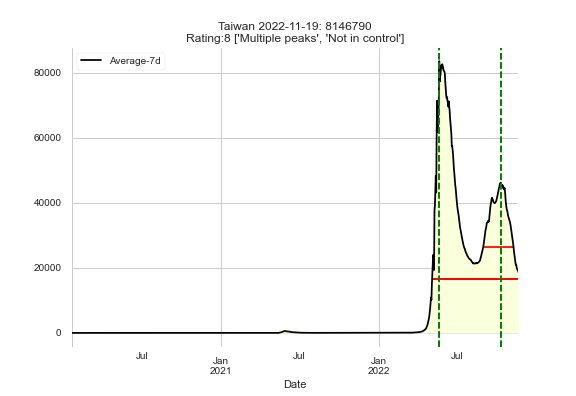 Taiwan 2022-11-19: 8146790
Rating:8 ['Multiple peaks', 'Not in control']
Average-7d
80000
60000
40000
20000
0
Jul
Jan
2021
Jul
Jan
2022
Jul
Date